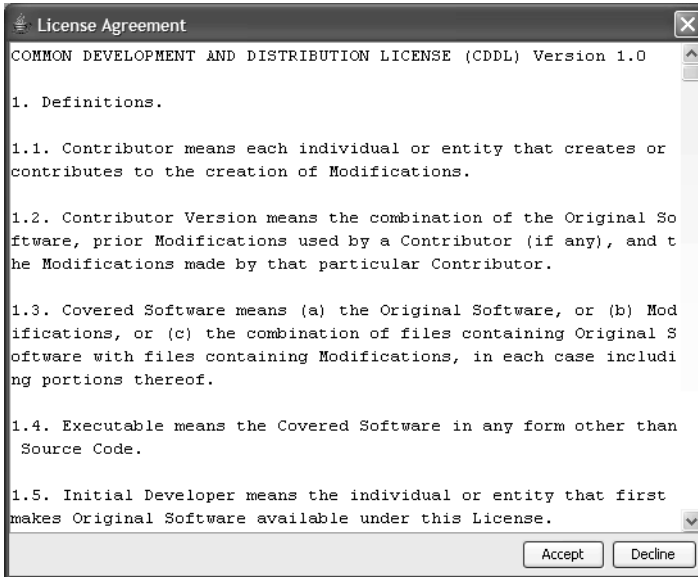 License Agreement
COMMON DEVELOPMENT AND DISTRIBUTION LICENSE (CDDL) Version 1.0
1. Definitions.
1.1. Contributor means each individual or entity that creates or
contributes to the creation of Modifications.
1.2. Contributor Version means the combination of the Original So
ftware, prior Modifications used by a Contributor (if any), and t
he Modifications made by that particular Contributor.
1.3. Covered Software means (a) the Original Software, or (b) Mod
ifications, or (c) the combination of files containing Original S
oftware with files containing Modifications, in each case includi
ng portions thereof.
1.4. Executable means the Covered Software in any form other than
Source Code.
1.5. Initial Developer means the individual or entity that first
makes Original Software available under this License.
Accept Decline